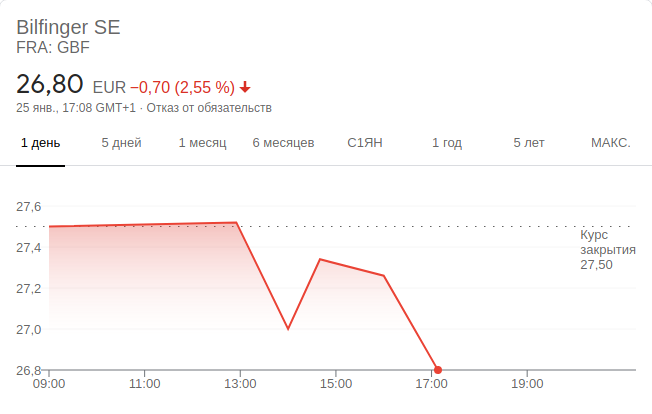 Bilfinger SE
FRA: GBF
26,80 EUR −0,70 (2,55 %)
25 янв., 17:08 GMT+1 · Отказ от обязательств
1 день 5 дней 1 месяц 6 месяцев С1ЯН 1 год 5 лет МАКС.
27,6
27,4
27,2
27,0
26,8
Курс
закрытия
27,50
09:00 11:00 13:00 15:00 17:00 19:00